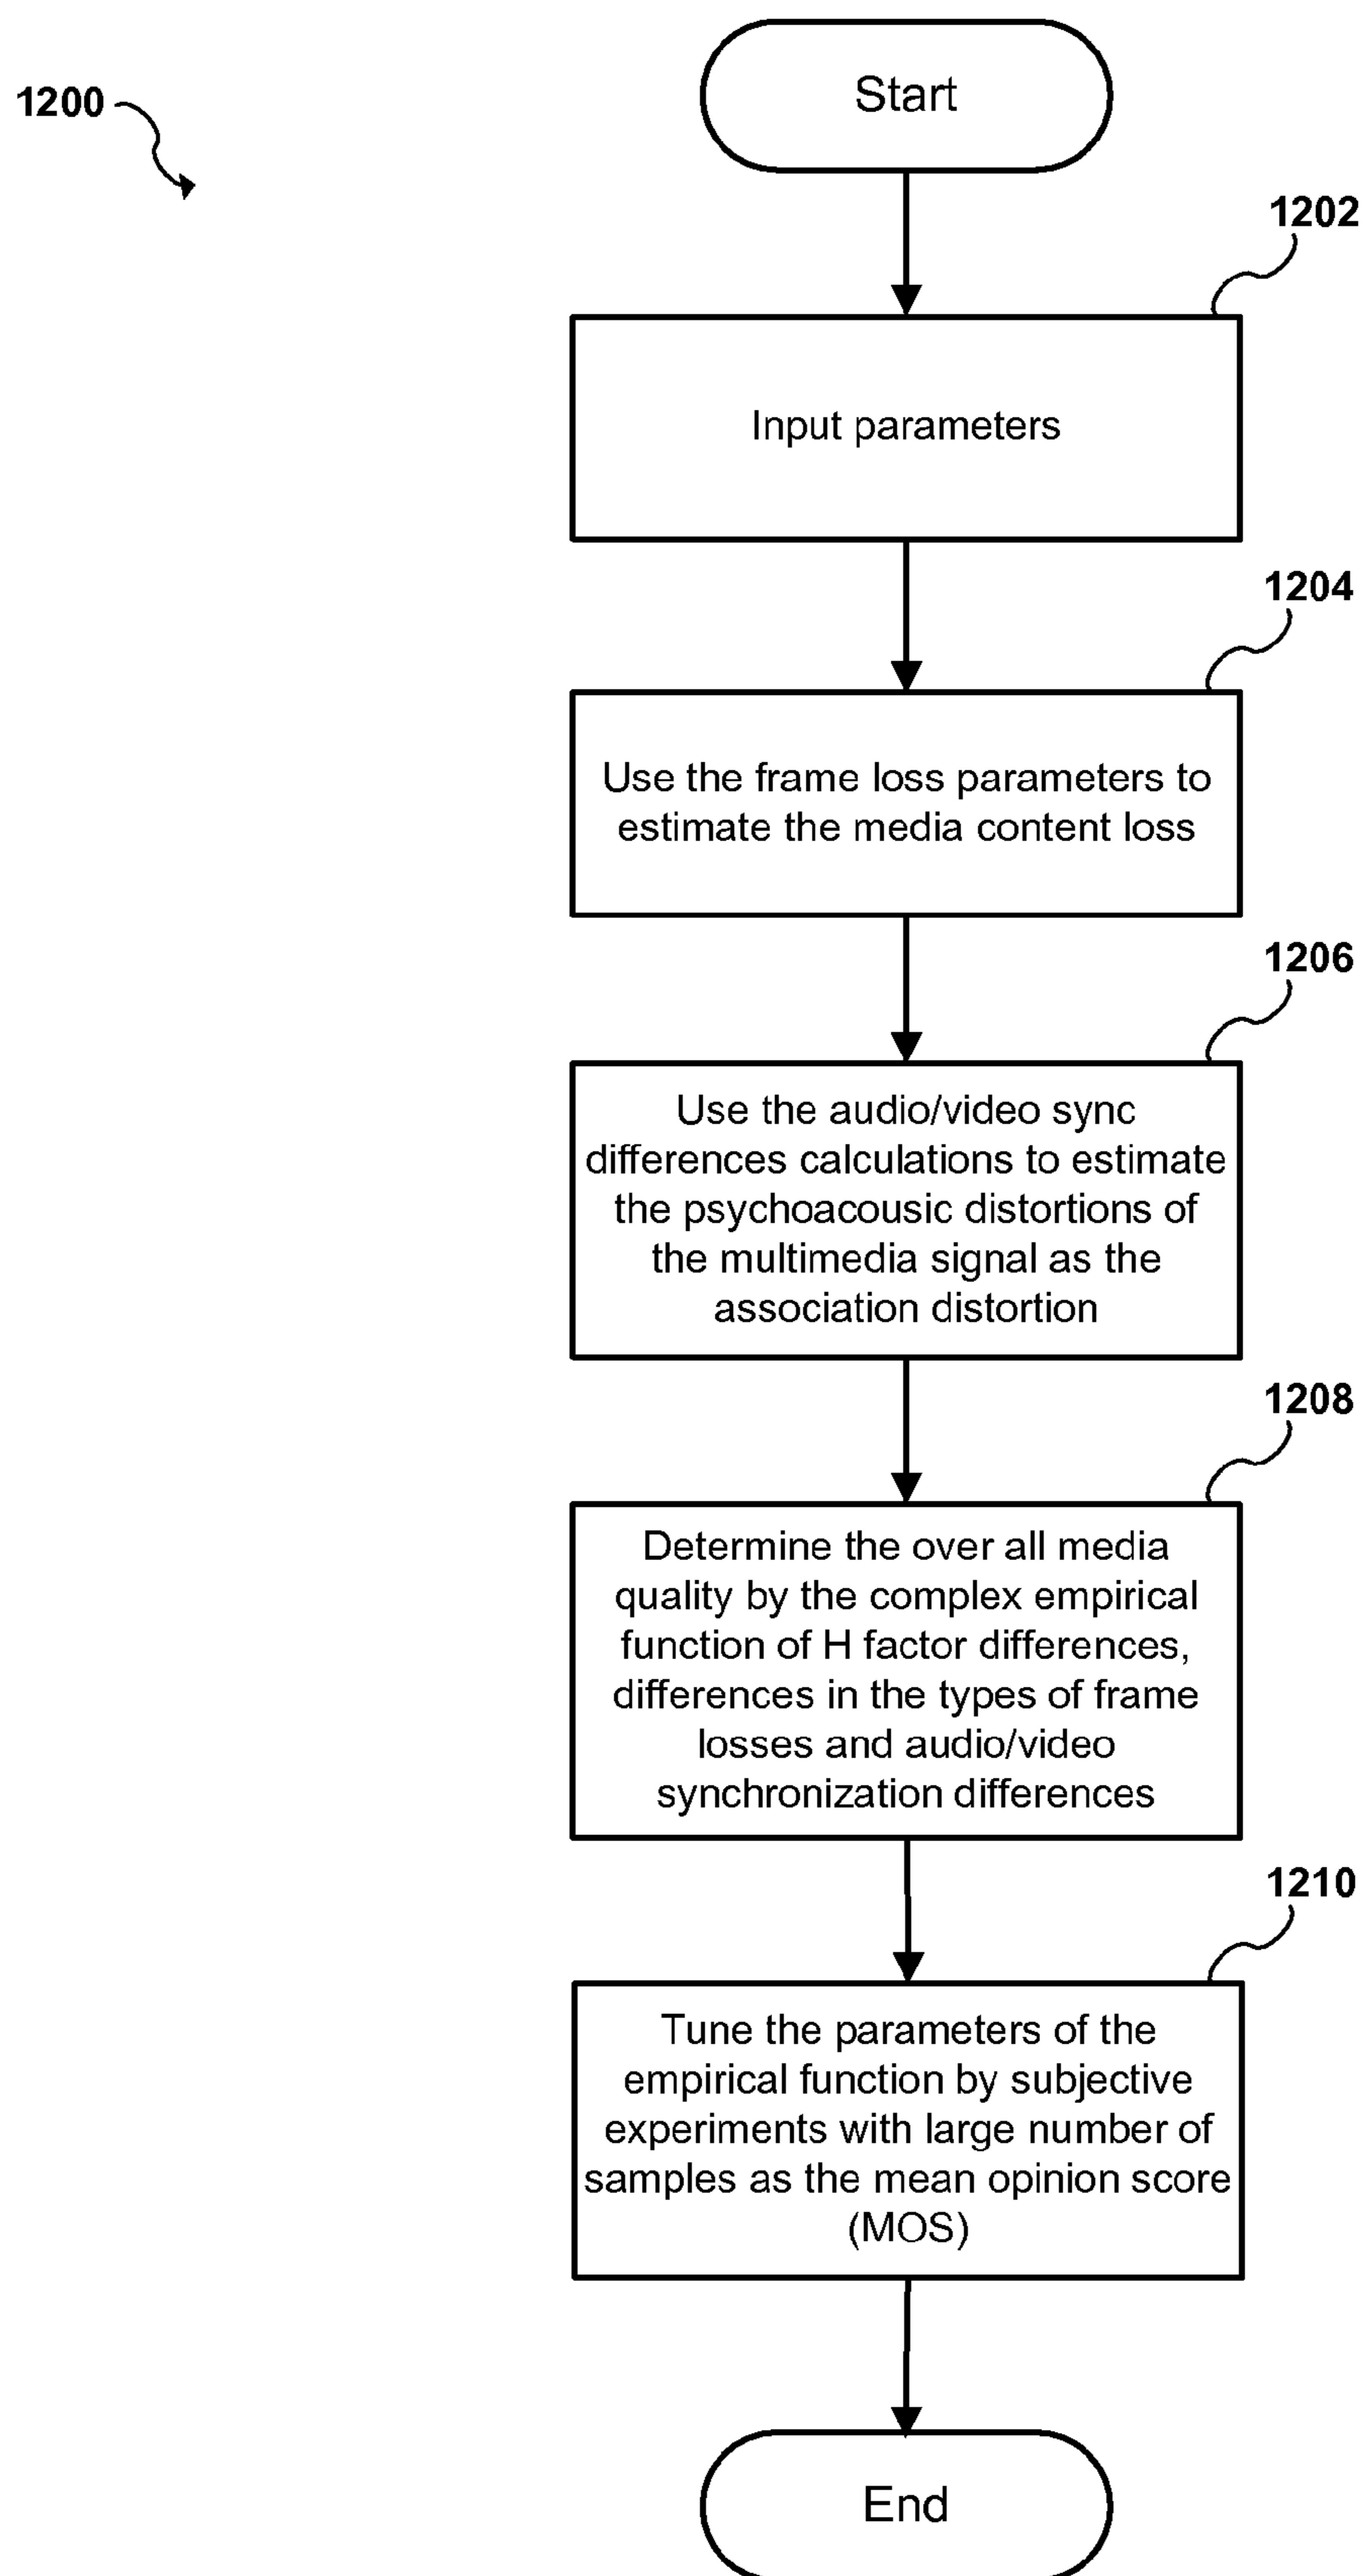 Start
1200
1202
Input parameters
1204
Use the frame loss parameters to
estimate the media content loss
1206
Use the audio/video sync
differences calculations to estimate
the psychoacousic distortions of
the multimedia signal as the
association distortion
1208
Determine the over all media
quality by the complex empirical
function of H factor differences,
differences in the types of frame
losses and audio/video
synchronization differences
1210
Tune the parameters of the
empirical function by subjective
experiments with large number of
samples as the mean opinion score
(MOS)
End